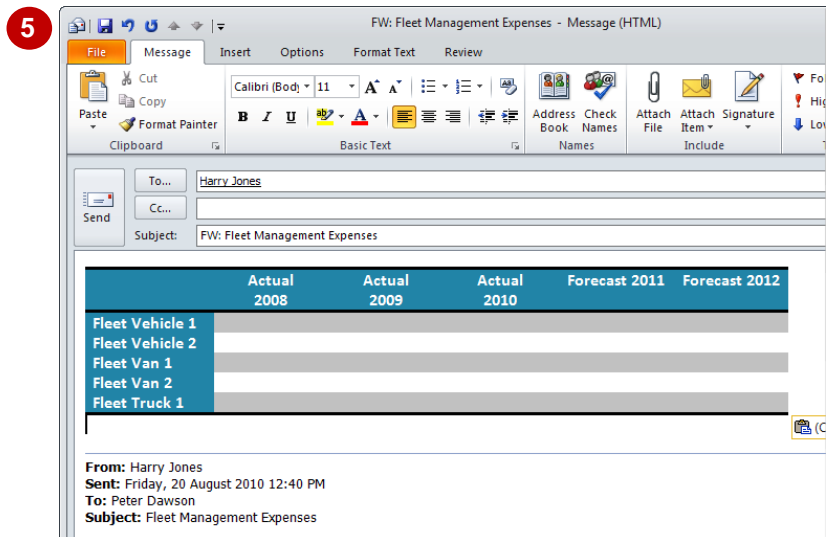 5
FW: Fleet Management Expenses - Message (HTML)
File Message Insert Options Format Text Review
Paste
Cut
Copy
Format Painter
Clipboard
Calibri (Body 11 A A
B I U ab A
Basic Text
Address Book
Check Names
Names
Attach File
Attach Item
Signature
Include
Fo
Hig
Lov
To... Harry Jones
Cc...
Send
Subject: FW: Fleet Management Expenses
Actual 2008 Actual 2009 Actual 2010 Forecast 2011 Forecast 2012
Fleet Vehicle 1
Fleet Vehicle 2
Fleet Van 1
Fleet Van 2
Fleet Truck 1
(C
From: Harry Jones
Sent: Friday, 20 August 2010 12:40 PM
To: Peter Dawson
Subject: Fleet Management Expenses